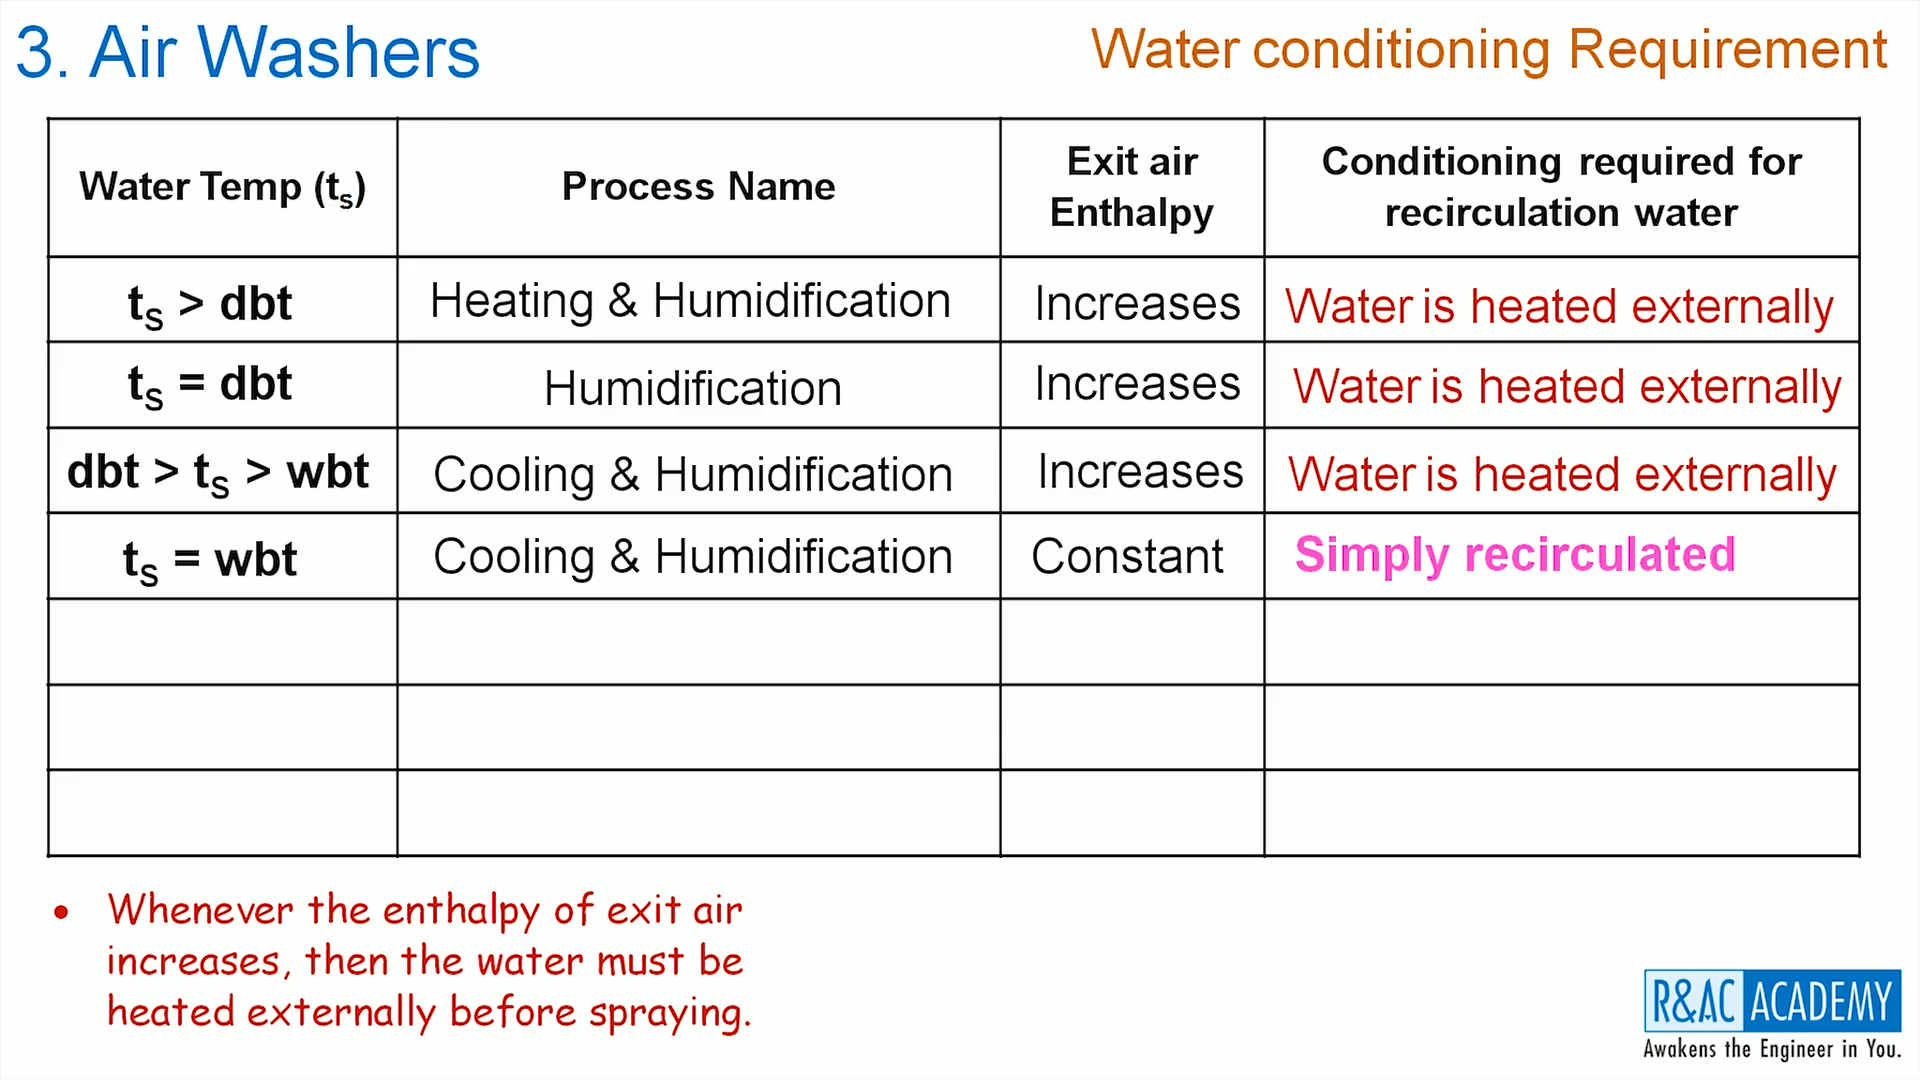 3. Air Washers
Water conditioning Requirement
Water Temp (ts)
Process Name
Exit air
Enthalpy
Conditioning required for
recirculation water
ts > dbt
Heating & Humidification
Increases
Water is heated externally
ts = dbt
Humidification
Increases
Water is heated externally
dbt > ts > wbt
Cooling & Humidification
Increases
Water is heated externally
ts = wbt
Cooling & Humidification
Constant
Simply recirculated
• Whenever the enthalpy of exit air
increases, then the water must be
heated externally before spraying.
R&AC ACADEMY
Awakens the Engineer in You.